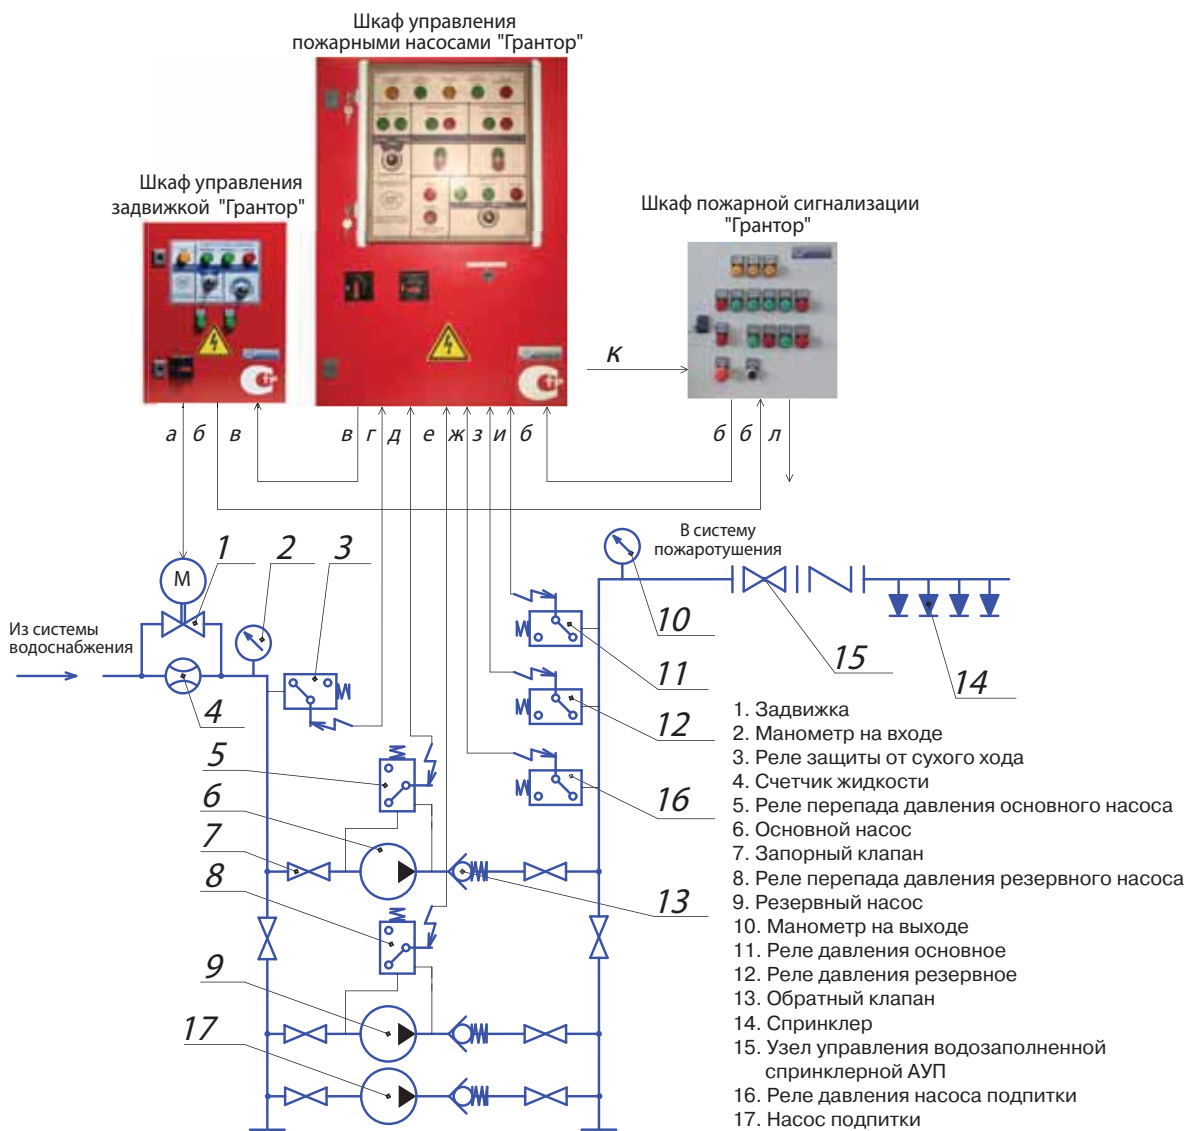 Шкаф управления
пожарными насосами "Грантор"
Шкаф управления
задвижкой "Грантор"
Шкаф пожарной сигнализации
"Грантор"
к
а б в
в г д е ж з и б
б б л
В систему
пожаротушения
Из системы
водоснабжения
М
1
2
3
4
5
6
7
8
9
17
10
11
12
16
13
15
14
1. Задвижка
2. Манометр на входе
3. Реле защиты от сухого хода
4. Счетчик жидкости
5. Реле перепада давления основного насоса
6. Основной насос
7. Запорный клапан
8. Реле перепада давления резервного насоса
9. Резервный насос
10. Манометр на выходе
11. Реле давления основное
12. Реле давления резервное
13. Обратный клапан
14. Спринклер
15. Узел управления водозаполненной
спринклерной АУП
16. Реле давления насоса подпитки
17. Насос подпитки